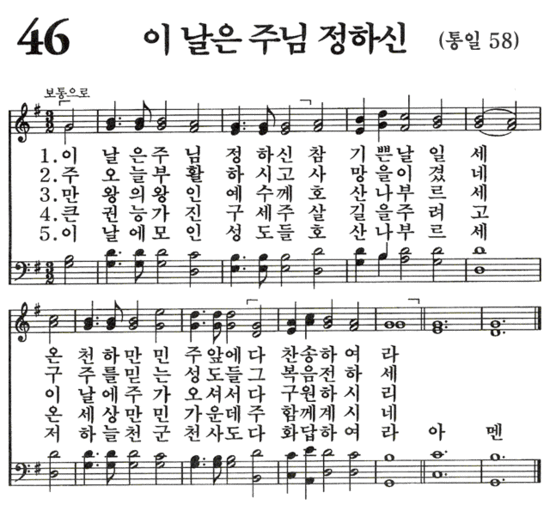 46 이 날은 주님 정하신 (통일 58)
보통으로
1.이 날 은주 님 정 하신 참 기 쁜날 일 세
2.주 오 늘부 활 하 시고 사 망 을이 겼 네
3.만 왕 의왕 인 예 수께 호 산 나부 르 세
4.큰 권 능가 진 구 세주 살 길 을주 려 고
5.이 날 에모 인 성 도들 호 산 나부 르 세
온 천 하만 민 주 앞에 다 찬 송하 여 라
구 주 를믿 는 성 도들 그 복 음전 하 세
이 날 에주 가 오 셔서 다 구 원하 시 리
온 세 상만 민 가 운데 주 함 께계 시 네
저 하 늘천 군 천 사도 다 화 답하 여 라 아 멘